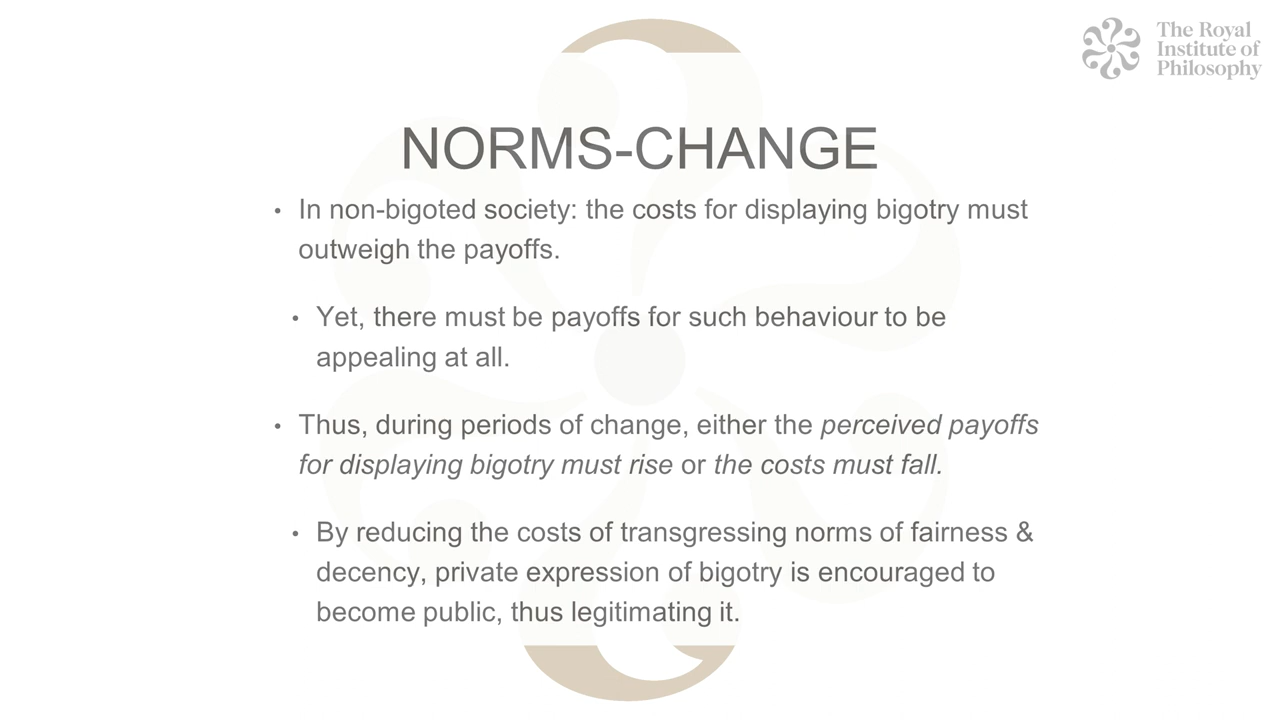 The Royal
Institute of
Philosophy
NORMS-CHANGE
• In non-bigoted society: the costs for displaying bigotry must
outweigh the payoffs.
• Yet, there must be payoffs for such behaviour to be
appealing at all.
• Thus, during periods of change, either the perceived payoffs
for displaying bigotry must rise or the costs must fall.
• By reducing the costs of transgressing norms of fairness &
decency, private expression of bigotry is encouraged to
become public, thus legitimating it.